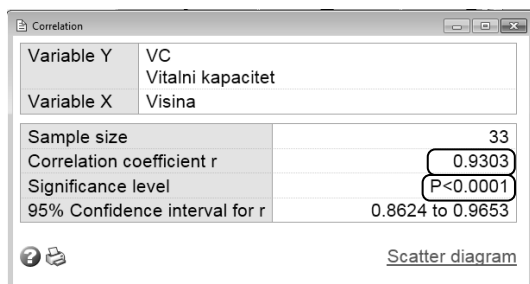 Correlation
Variable Y VC
Vitalni kapacitet
Variable X Visina
Sample size 33
Correlation coefficient r 0.9303
Significance level P<0.0001
95% Confidence interval for r 0.8624 to 0.9653
Scatter diagram